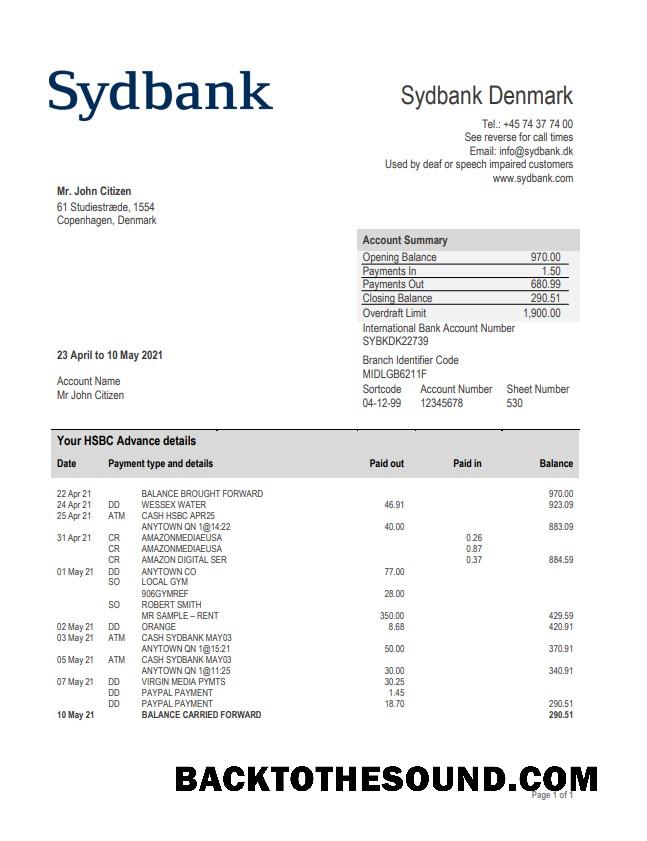 Sydbank
Sydbank Denmark
Tel.: +45 74 37 74 00
See reverse for call times
Email: info@sydbank.dk
Used by deaf or speech impaired customers
www.sydbank.com
Mr. John Citizen
61 Studiestræde, 1554
Copenhagen, Denmark
Account Summary
Opening Balance 970.00
Payments In 1.50
Payments Out 680.99
Closing Balance 290.51
Overdraft Limit 1,900.00
International Bank Account Number
SYBKDK22739
23 April to 10 May 2021
Branch Identifier Code
MIDLGB6211F
Account Name
Mr John Citizen
Sortcode Account Number Sheet Number
04-12-99 12345678 530
Your HSBC Advance details
Date Payment type and details Paid out Paid in Balance
22 Apr 21 BALANCE BROUGHT FORWARD 970.00
24 Apr 21 DD WESSEX WATER 46.91 923.09
25 Apr 21 ATM CASH HSBC APR25
ANYTOWN QN 1@14:22 40.00 883.09
31 Apr 21 CR AMAZONMEDIAEUSA 0.26
CR AMAZONMEDIAEUSA 0.87
CR AMAZON DIGITAL SER 0.37 884.59
01 May 21 DD ANYTOWN CO 77.00
SO LOCAL GYM
906GYMREF 28.00
SO ROBERT SMITH
MR SAMPLE – RENT 350.00 429.59
02 May 21 DD ORANGE 8.68 420.91
03 May 21 ATM CASH SYDBANK MAY03
ANYTOWN QN 1@15:21 50.00 370.91
05 May 21 ATM CASH SYDBANK MAY03
ANYTOWN QN 1@11:25 30.00 340.91
07 May 21 DD VIRGIN MEDIA PYMTS 30.25
DD PAYPAL PAYMENT 1.45
DD PAYPAL PAYMENT 18.70 290.51
10 May 21 BALANCE CARRIED FORWARD 290.51
BACKTOTHESOUND.COM
Page 1 of 1